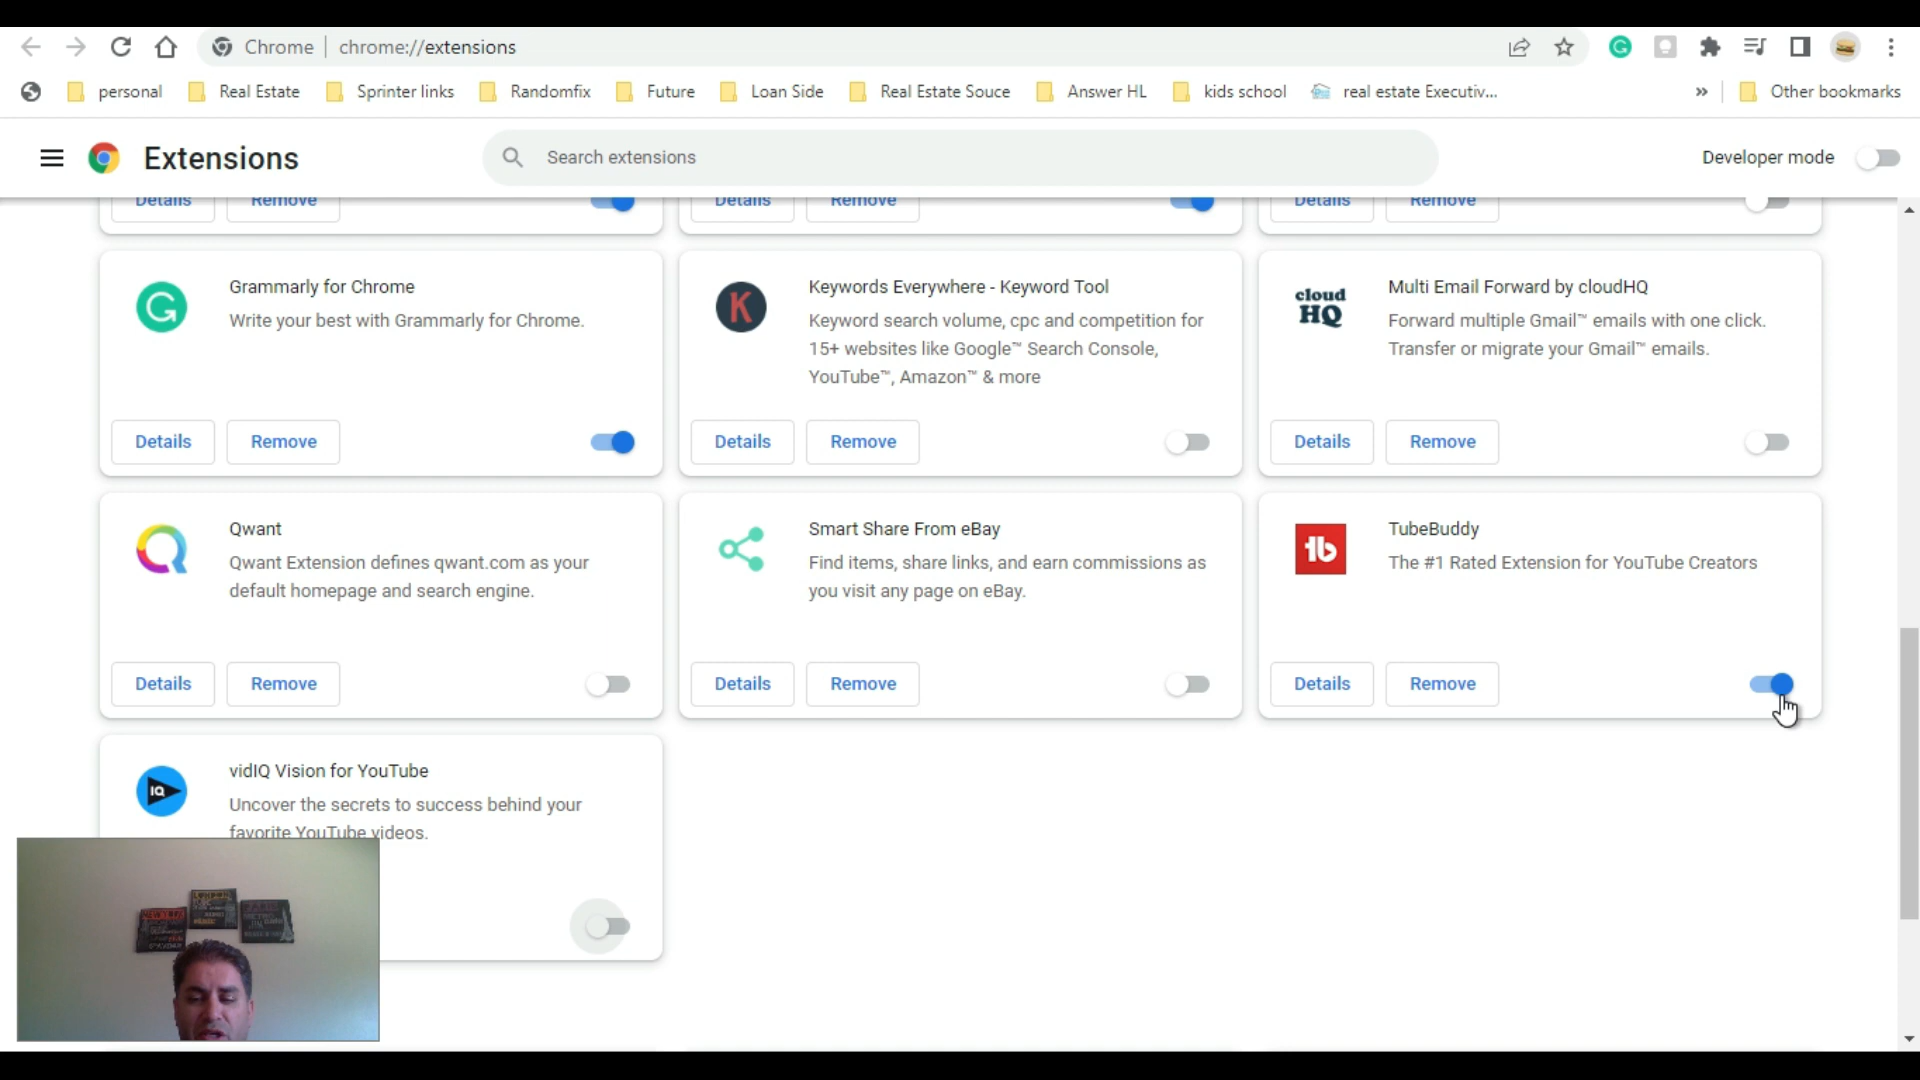 Chrome chrome://extensions
personal Real Estate Sprinter links Randomfix Future Loan Side Real Estate Souce Answer HL kids school real estate Executiv... » Other bookmarks
Extensions Search extensions Developer mode
Details Remove Details Remove Details Remove
Grammarly for Chrome
Write your best with Grammarly for Chrome.
Details Remove
K
Keywords Everywhere - Keyword Tool
Keyword search volume, cpc and competition for
15+ websites like Google™ Search Console,
YouTube™, Amazon™ & more
Details Remove
cloud
HQ
Multi Email Forward by cloudHQ
Forward multiple Gmail™ emails with one click.
Transfer or migrate your Gmail™ emails.
Details Remove
Qwant
Qwant Extension defines qwant.com as your
default homepage and search engine.
Details Remove
Smart Share From eBay
Find items, share links, and earn commissions as
you visit any page on eBay.
Details Remove
tb
TubeBuddy
The #1 Rated Extension for YouTube Creators
Details Remove
IQ
vidIQ Vision for YouTube
Uncover the secrets to success behind your
favorite YouTube videos.